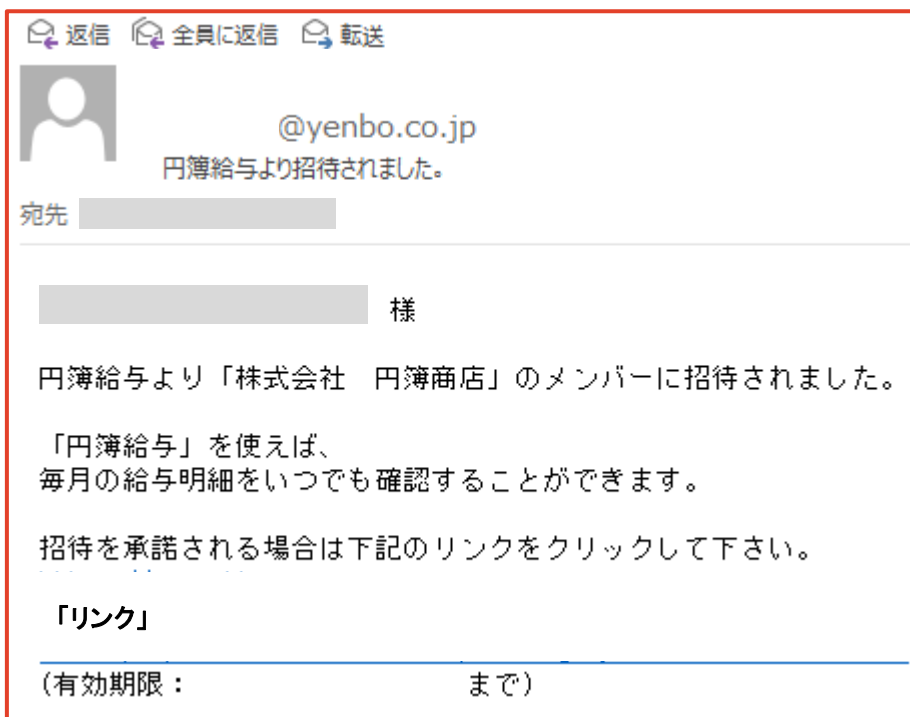 返信 全員に返信 転送
@yenbo.co.jp
円簿給与より招待されました。
宛先
様
円簿給与より「株式会社　円簿商店」のメンバーに招待されました。
「円簿給与」を使えば、
毎月の給与明細をいつでも確認することができます。
招待を承諾される場合は下記のリンクをクリックして下さい。
「リンク」
(有効期限：　　　　　　　　　　まで)